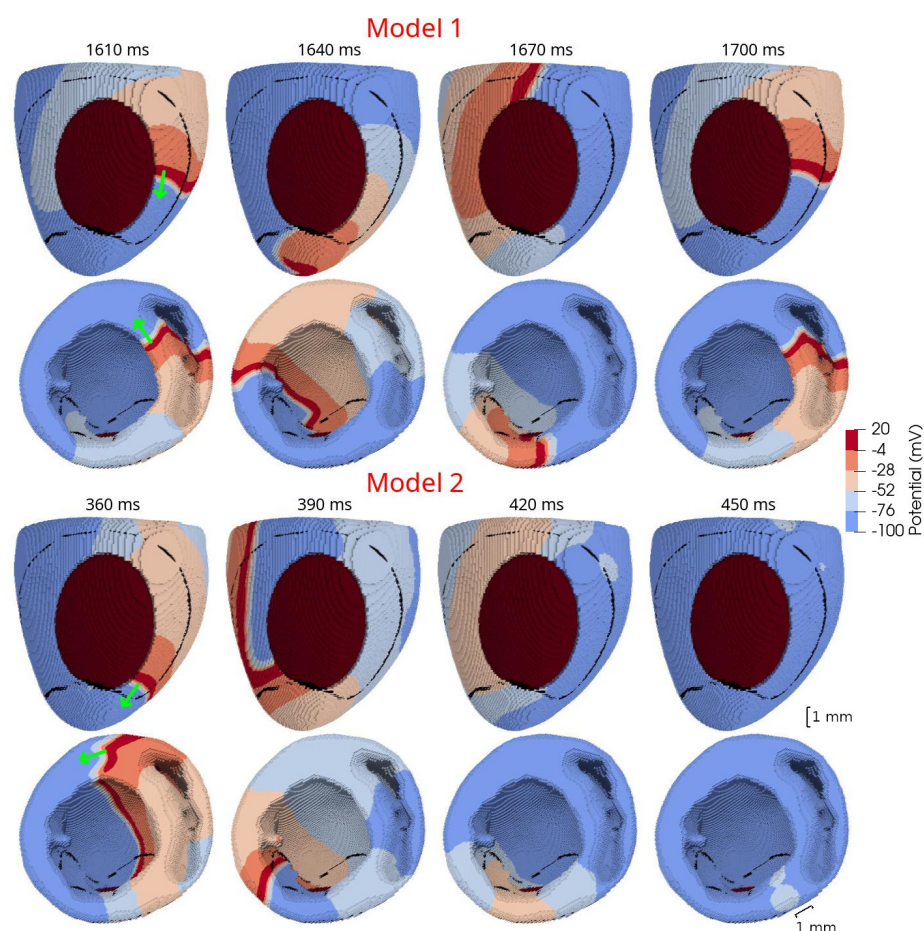 Model 1
1610 ms
1640 ms
1670 ms
1700 ms
20
-4
-28
-52
-76
-100
Potential (mV)
Model 2
360 ms
390 ms
420 ms
450 ms
1 mm
1 mm